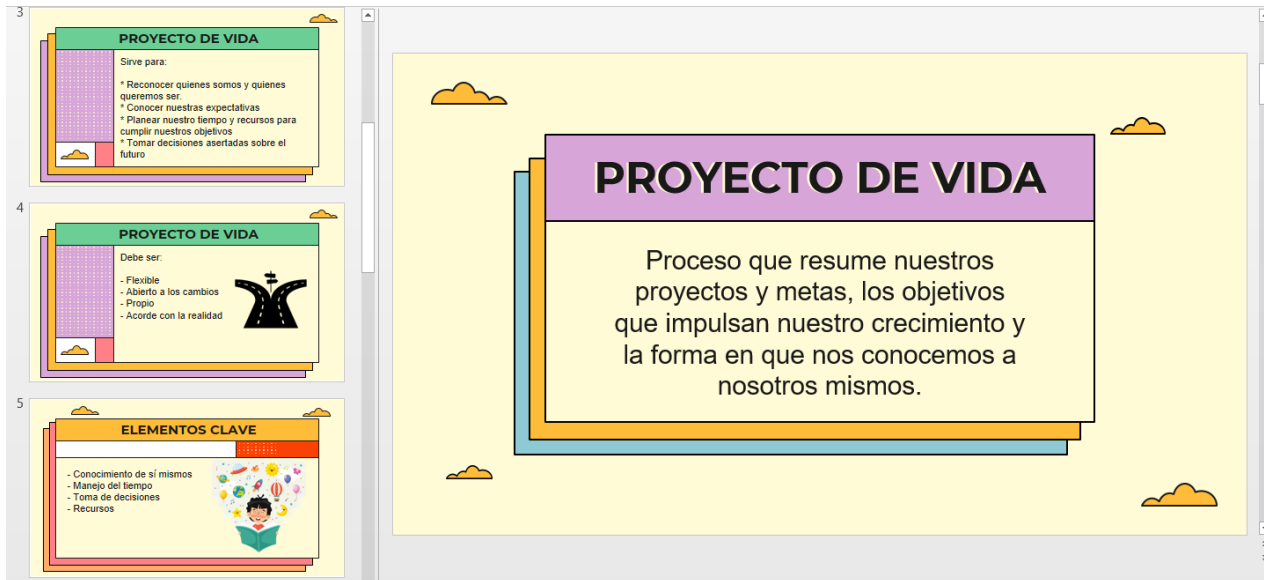 3
PROYECTO DE VIDA
Sirve para:
* Reconocer quienes somos y quienes
queremos ser.
* Conocer nuestras expectativas
* Planear nuestro tiempo y recursos para
cumplir nuestros objetivos
* Tomar decisiones asertadas sobre el
futuro
4
PROYECTO DE VIDA
Debe ser:
- Flexible
- Abierto a los cambios
- Propio
- Acorde con la realidad
5
ELEMENTOS CLAVE
- Conocimiento de sí mismos
- Manejo del tiempo
- Toma de decisiones
- Recursos
PROYECTO DE VIDA
Proceso que resume nuestros
proyectos y metas, los objetivos
que impulsan nuestro crecimiento y
la forma en que nos conocemos a
nosotros mismos.